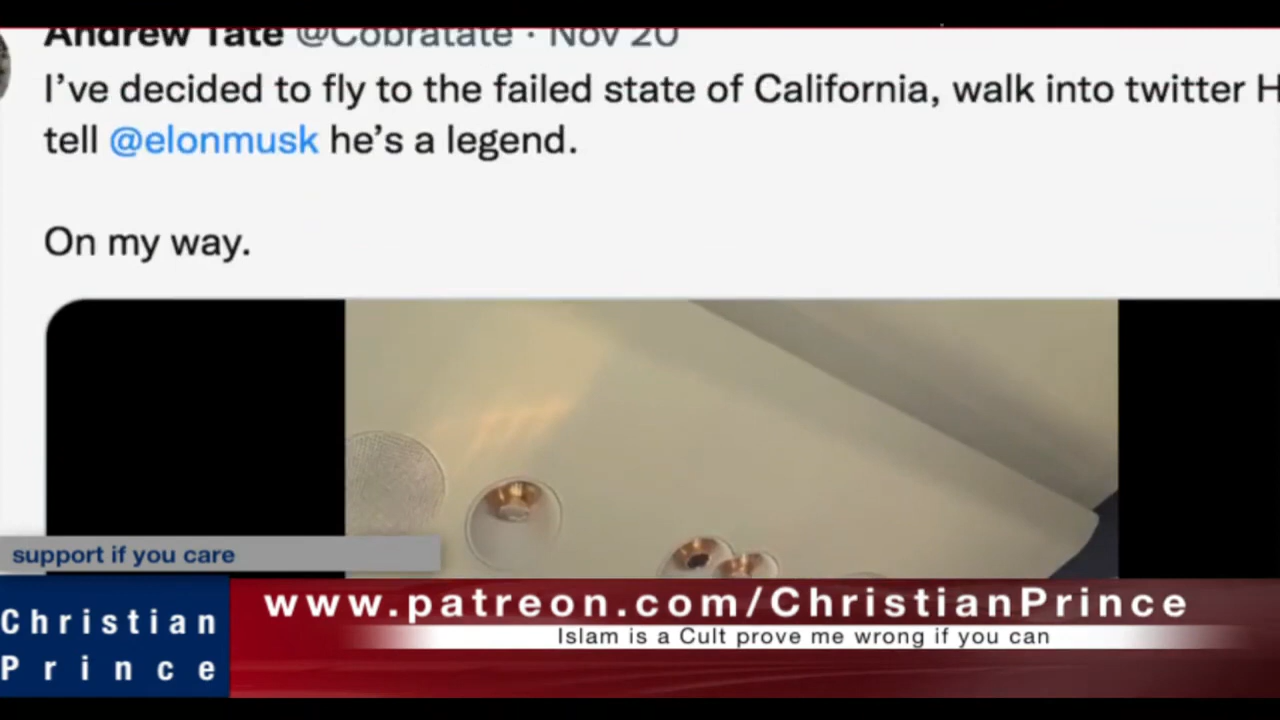 Andrew Tate @Cobratate · Nov 20
I’ve decided to fly to the failed state of California, walk into twitter
tell @elonmusk he’s a legend.
On my way.
support if you care
Christian
Prince
www.patreon.com/ChristianPrince
Islam is a Cult prove me wrong if you can